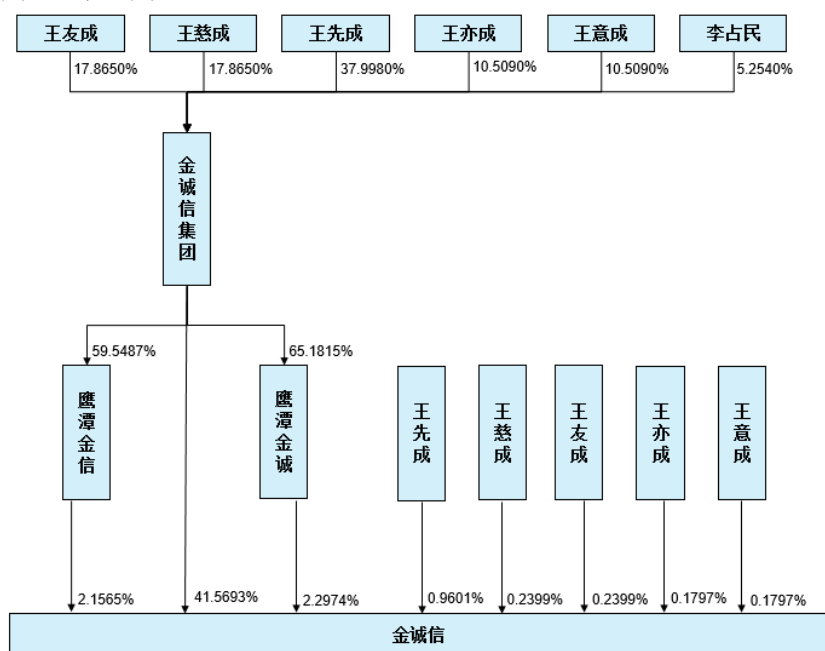 王友成
王慈成
王先成
王亦成
王意成
李占民
17.8650%
17.8650%
37.9980%
10.5090%
10.5090%
5.2540%
金诚信集团
59.5487%
65.1815%
鹰潭金信
鹰潭金诚
王先成
王慈成
王友成
王亦成
王意成
2.1565%
41.5693%
2.2974%
0.9601%
0.2399%
0.2399%
0.1797%
0.1797%
金诚信